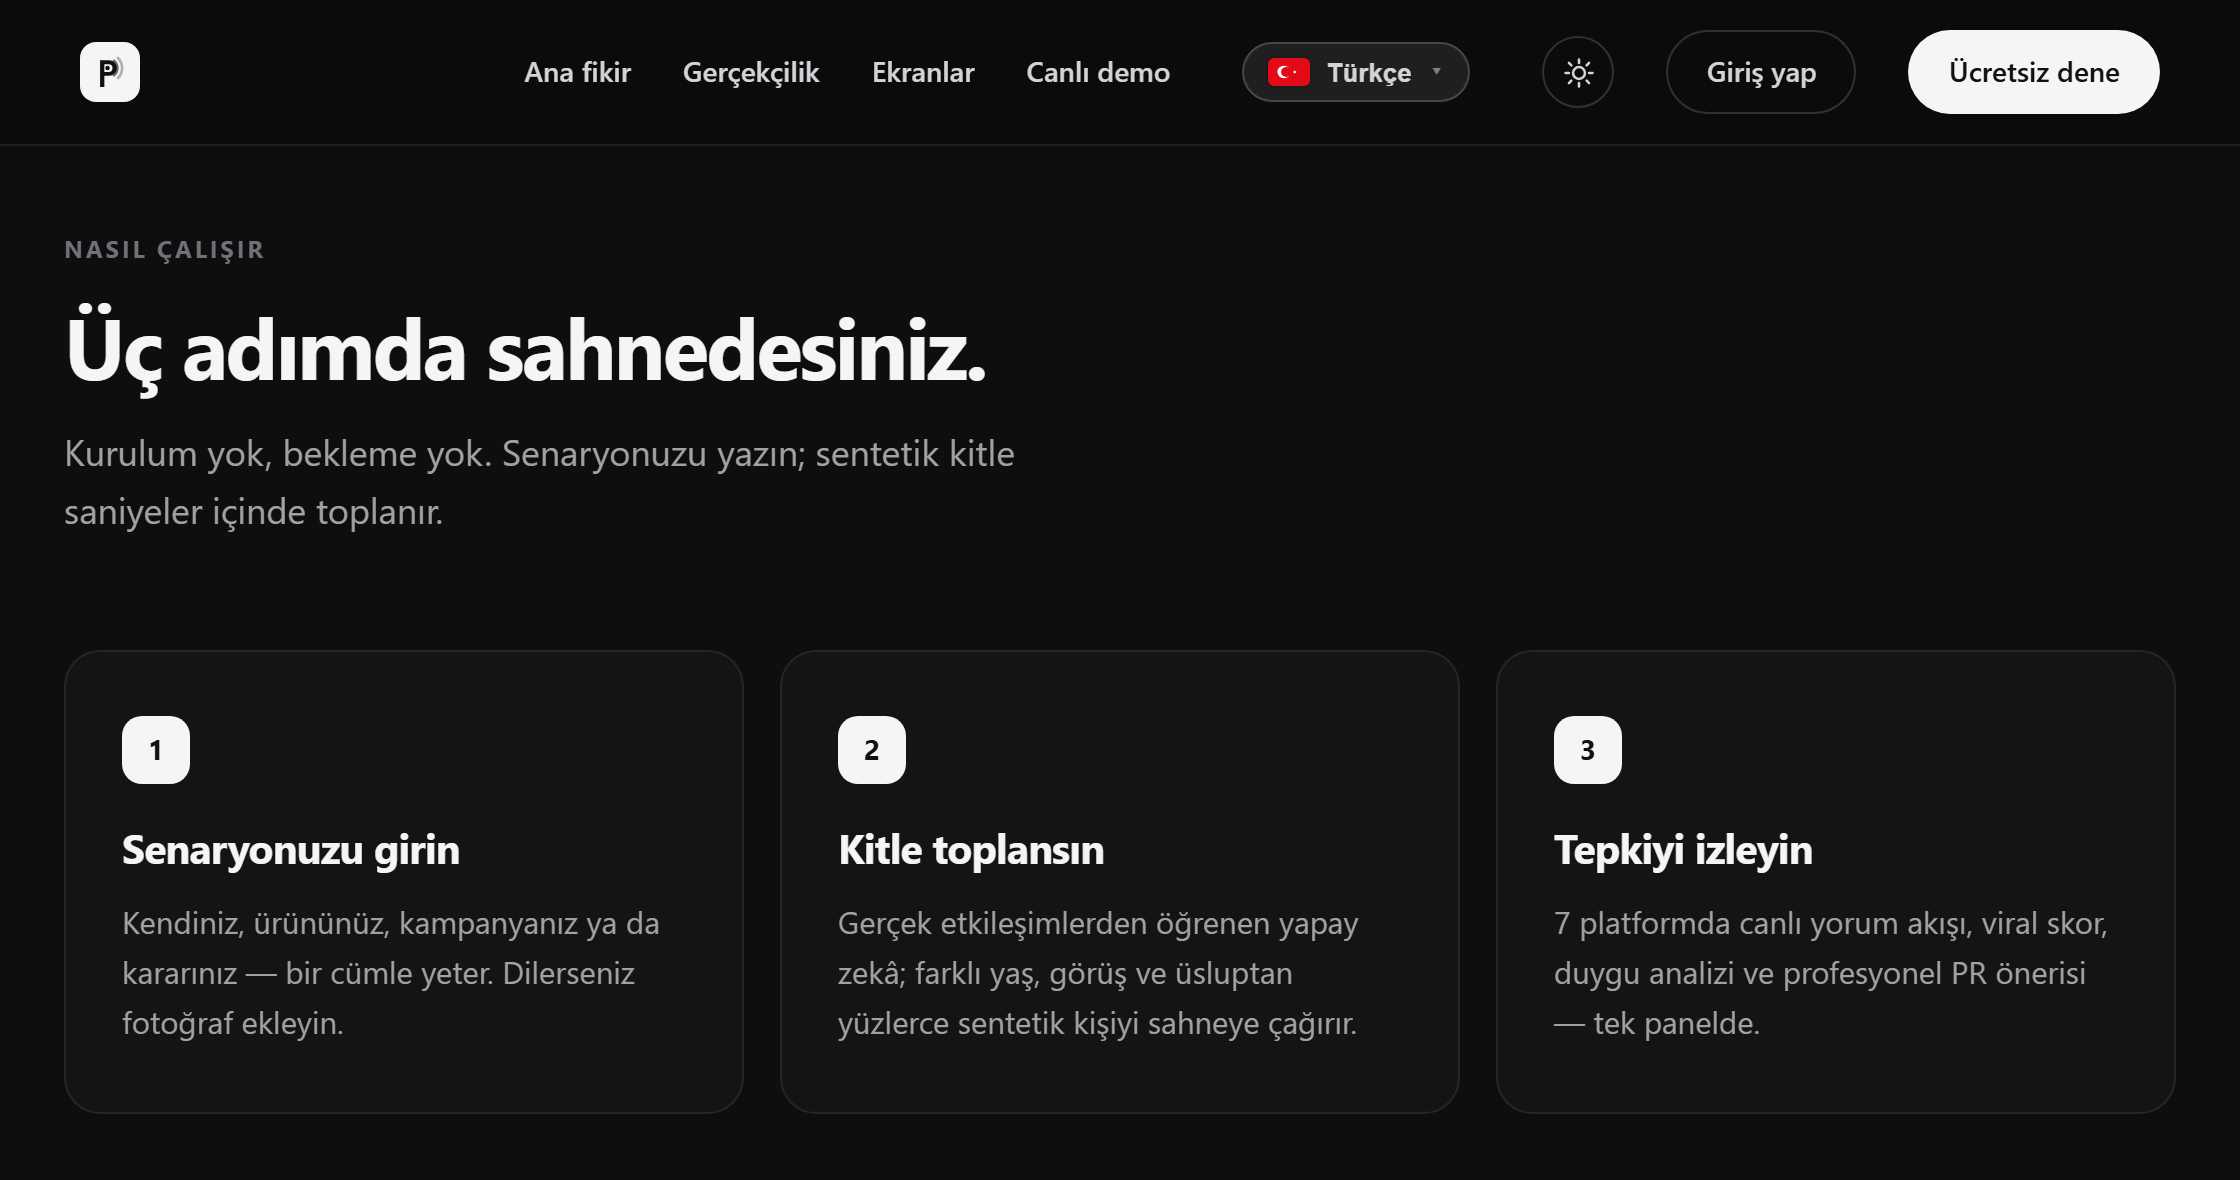 P
Ana fikir
Gerçekçilik
Ekranlar
Canlı demo
Türkçe
Giriş yap
Ücretsiz dene
NASIL ÇALIŞIR
Üç adımda sahnedesiniz.
Kurulum yok, bekleme yok. Senaryonuzu yazın; sentetik kitle
saniyeler içinde toplanır.
1
Senaryonuzu girin
Kendiniz, ürününüz, kampanyanız ya da
kararınız — bir cümle yeter. Dilerseniz
fotoğraf ekleyin.
2
Kitle toplansın
Gerçek etkileşimlerden öğrenen yapay
zekâ; farklı yaş, görüş ve üsluptan
yüzlerce sentetik kişiyi sahneye çağırır.
3
Tepkiyi izleyin
7 platformda canlı yorum akışı, viral skor,
duygu analizi ve profesyonel PR önerisi
— tek panelde.